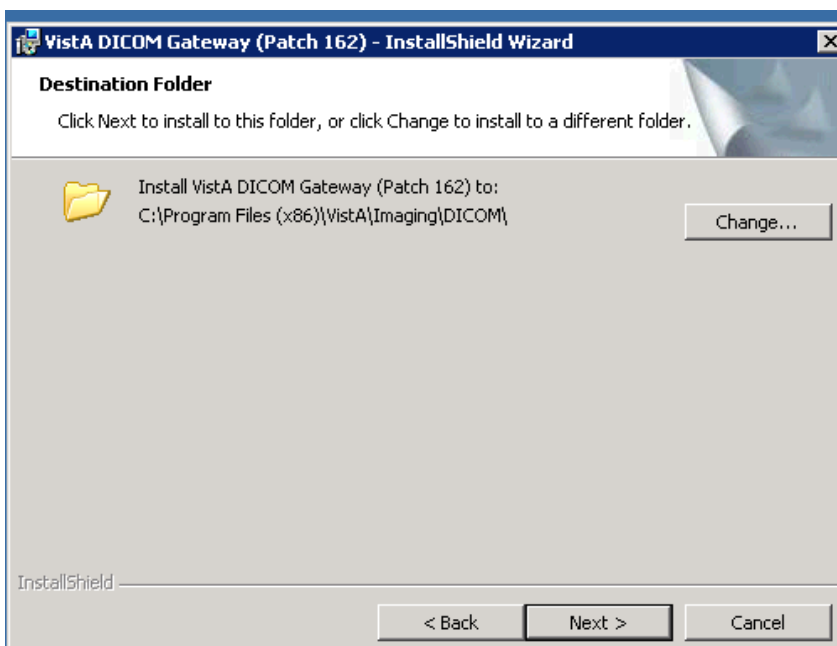 VistA DICOM Gateway (Patch 162) - InstallShield Wizard
Destination Folder
Click Next to install to this folder, or click Change to install to a different folder.
Install VistA DICOM Gateway (Patch 162) to:
C:\Program Files (x86)\VistA\Imaging\DICOM\
Change...
InstallShield
< Back
Next >
Cancel